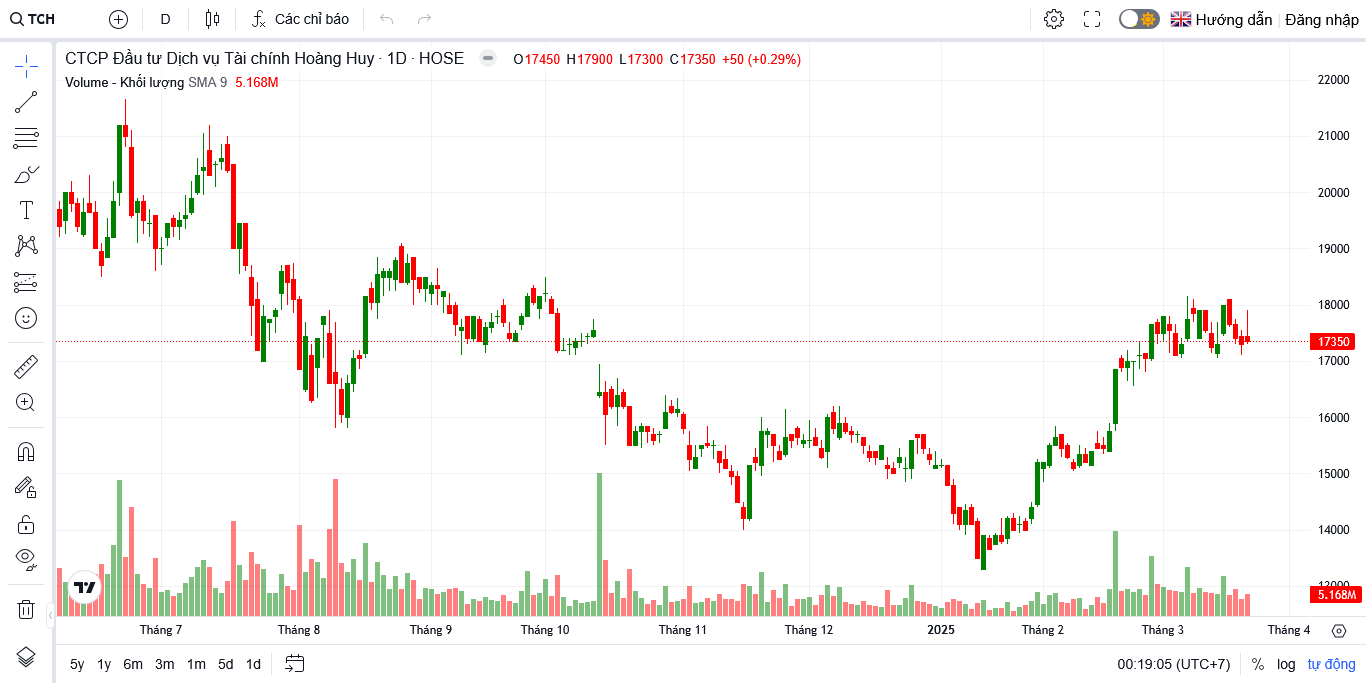 TCH D Các chỉ báo Hướng dẫn Đăng nhập
CTCP Đầu tư Dịch vụ Tài chính Hoàng Huy · 1D · HOSE O17450 H17900 L17300 C17350 +50 (+0.29%)
Volume - Khối lượng SMA 9 5.168M
22000
21000
20000
19000
18000
17350
17000
16000
15000
14000
13000
5.168M
Tháng 7 Tháng 8 Tháng 9 Tháng 10 Tháng 11 Tháng 12 2025 Tháng 2 Tháng 3 Tháng 4
5y 1y 6m 3m 1m 5d 1d 00:19:05 (UTC+7) % log tự động